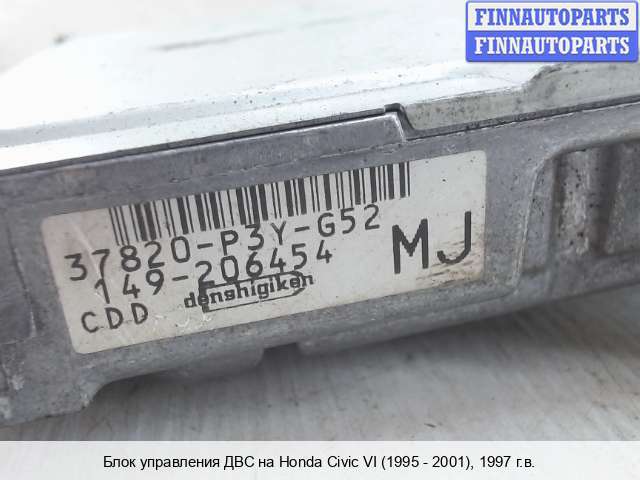 FINNAUTOPARTS
FINNAUTOPARTS
37820-P3Y-G52
149-206454
MJ
CDD
denshigiken
Блок управления ДВС на Honda Civic VI (1995 - 2001), 1997 г.в.